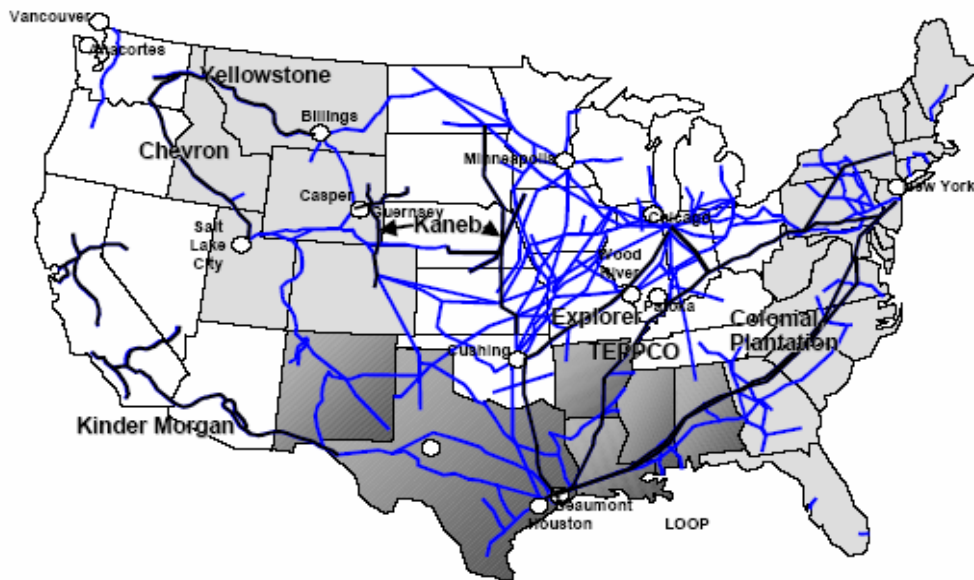 Vancouver
Anacortes
Yellowstone
Billings
Chevron
Minneapolis
Casper
Guernsey
New York
Salt
Lake
City
Kaneb
Chicago
Wood
River
Patoka
Explorer
Colonial
Plantation
Cushing
TEPPCO
Kinder Morgan
Beaumont
Houston
LOOP